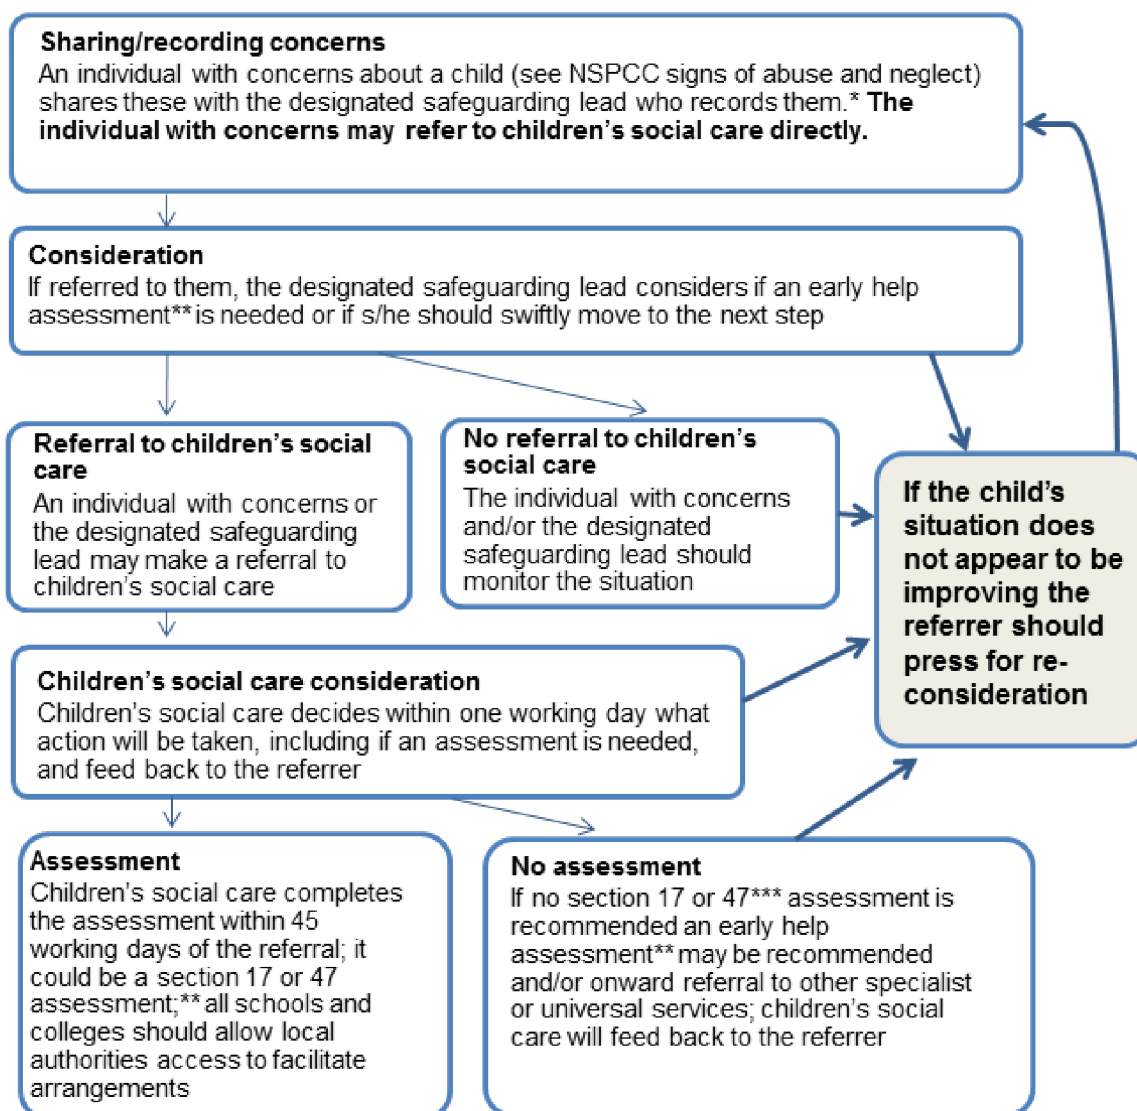 Sharing/recording concerns
An individual with concerns about a child (see NSPCC signs of abuse and neglect)
shares these with the designated safeguarding lead who records them.* The
individual with concerns may refer to children's social care directly.
Consideration
If referred to them, the designated safeguarding lead considers if an early help
assessment** is needed or if s/he should swiftly move to the next step
Referral to children's social
care
An individual with concerns or
the designated safeguarding
lead may make a referral to
children's social care
No referral to children's
social care
The individual with concerns
and/or the designated
safeguarding lead should
monitor the situation
If the child's
situation does
not appear to be
improving the
referrer should
press for re-
consideration
Children's social care consideration
Children's social care decides within one working day what
action will be taken, including if an assessment is needed,
and feed back to the referrer
Assessment
Children's social care completes
the assessment within 45
working days of the referral; it
could be a section 17 or 47
assessment;** all schools and
colleges should allow local
authorities access to facilitate
arrangements
No assessment
If no section 17 or 47*** assessment is
recommended an early help
assessment** may be recommended
and/or onward referral to other specialist
or universal services; children's social
care will feed back to the referrer